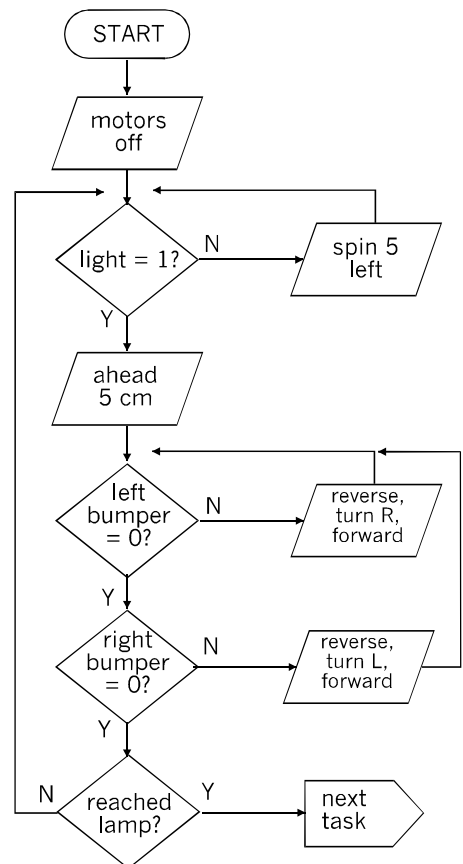 START
motors
off
light = 1?
N
spin 5
left
Y
ahead
5 cm
left
bumper
= 0?
N
reverse,
turn R,
forward
Y
right
bumper
=0?
N
reverse,
turn L,
forward
Y
reached
lamp?
N
Y
next
task